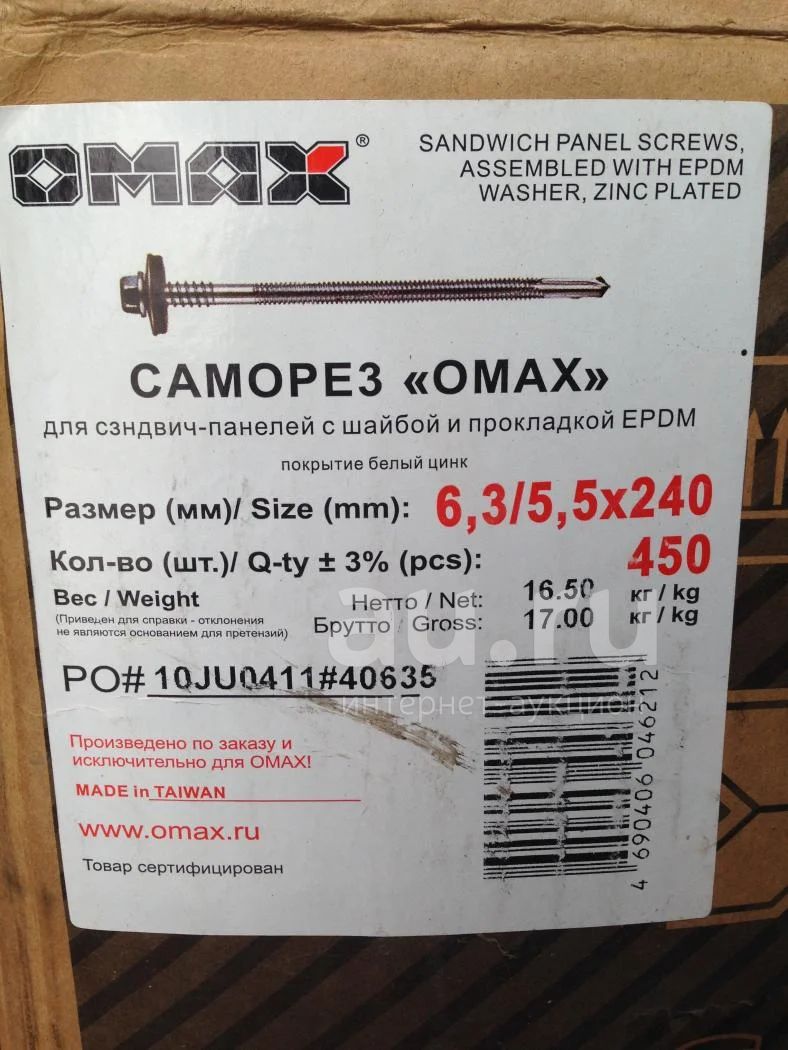 OMAX®
SANDWICH PANEL SCREWS,
ASSEMBLED WITH EPDM
WASHER, ZINC PLATED
САМОРЕЗ «OMAX»
для сэндвич-панелей с шайбой и прокладкой EPDM
покрытие белый цинк
Размер (мм)/ Size (mm): 6,3/5,5x240
Кол-во (шт.)/ Q-ty ± 3% (pcs): 450
Вес / Weight
(Приведен для справки - отклонения
не являются основанием для претензий)
Нетто / Net: 16.50 кг / kg
Брутто / Gross: 17.00 кг / kg
au.ru
интернет-аукцион
PO# 10JU0411#40635
Произведено по заказу и
исключительно для OMAX!
MADE in TAIWAN
www.omax.ru
Товар сертифицирован
4 690406 046212